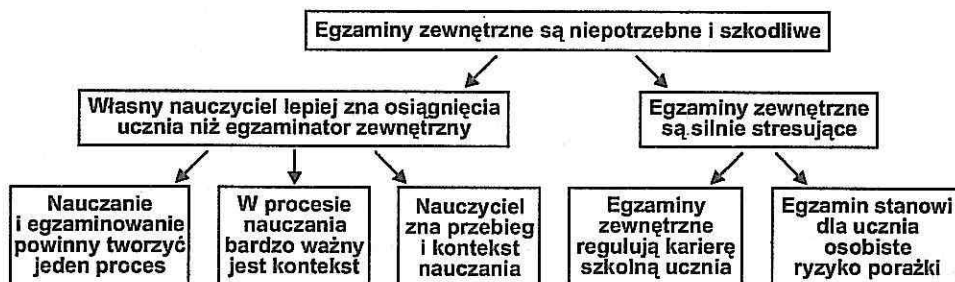 Egzaminy zewnętrzne są niepotrzebne i szkodliwe
Własny nauczyciel lepiej zna osiągnięcia
ucznia niż egzaminator zewnętrzny
Egzaminy zewnętrzne
są silnie stresujące
Nauczanie
i egzaminowanie
powinny tworzyć
jeden proces
W procesie
nauczania
bardzo ważny
jest kontekst
Nauczyciel
zna przebieg
i kontekst
nauczania
Egzaminy
zewnętrzne
regulują karierę
szkolną ucznia
Egzamin stanowi
dla ucznia
osobiste
ryzyko porażki